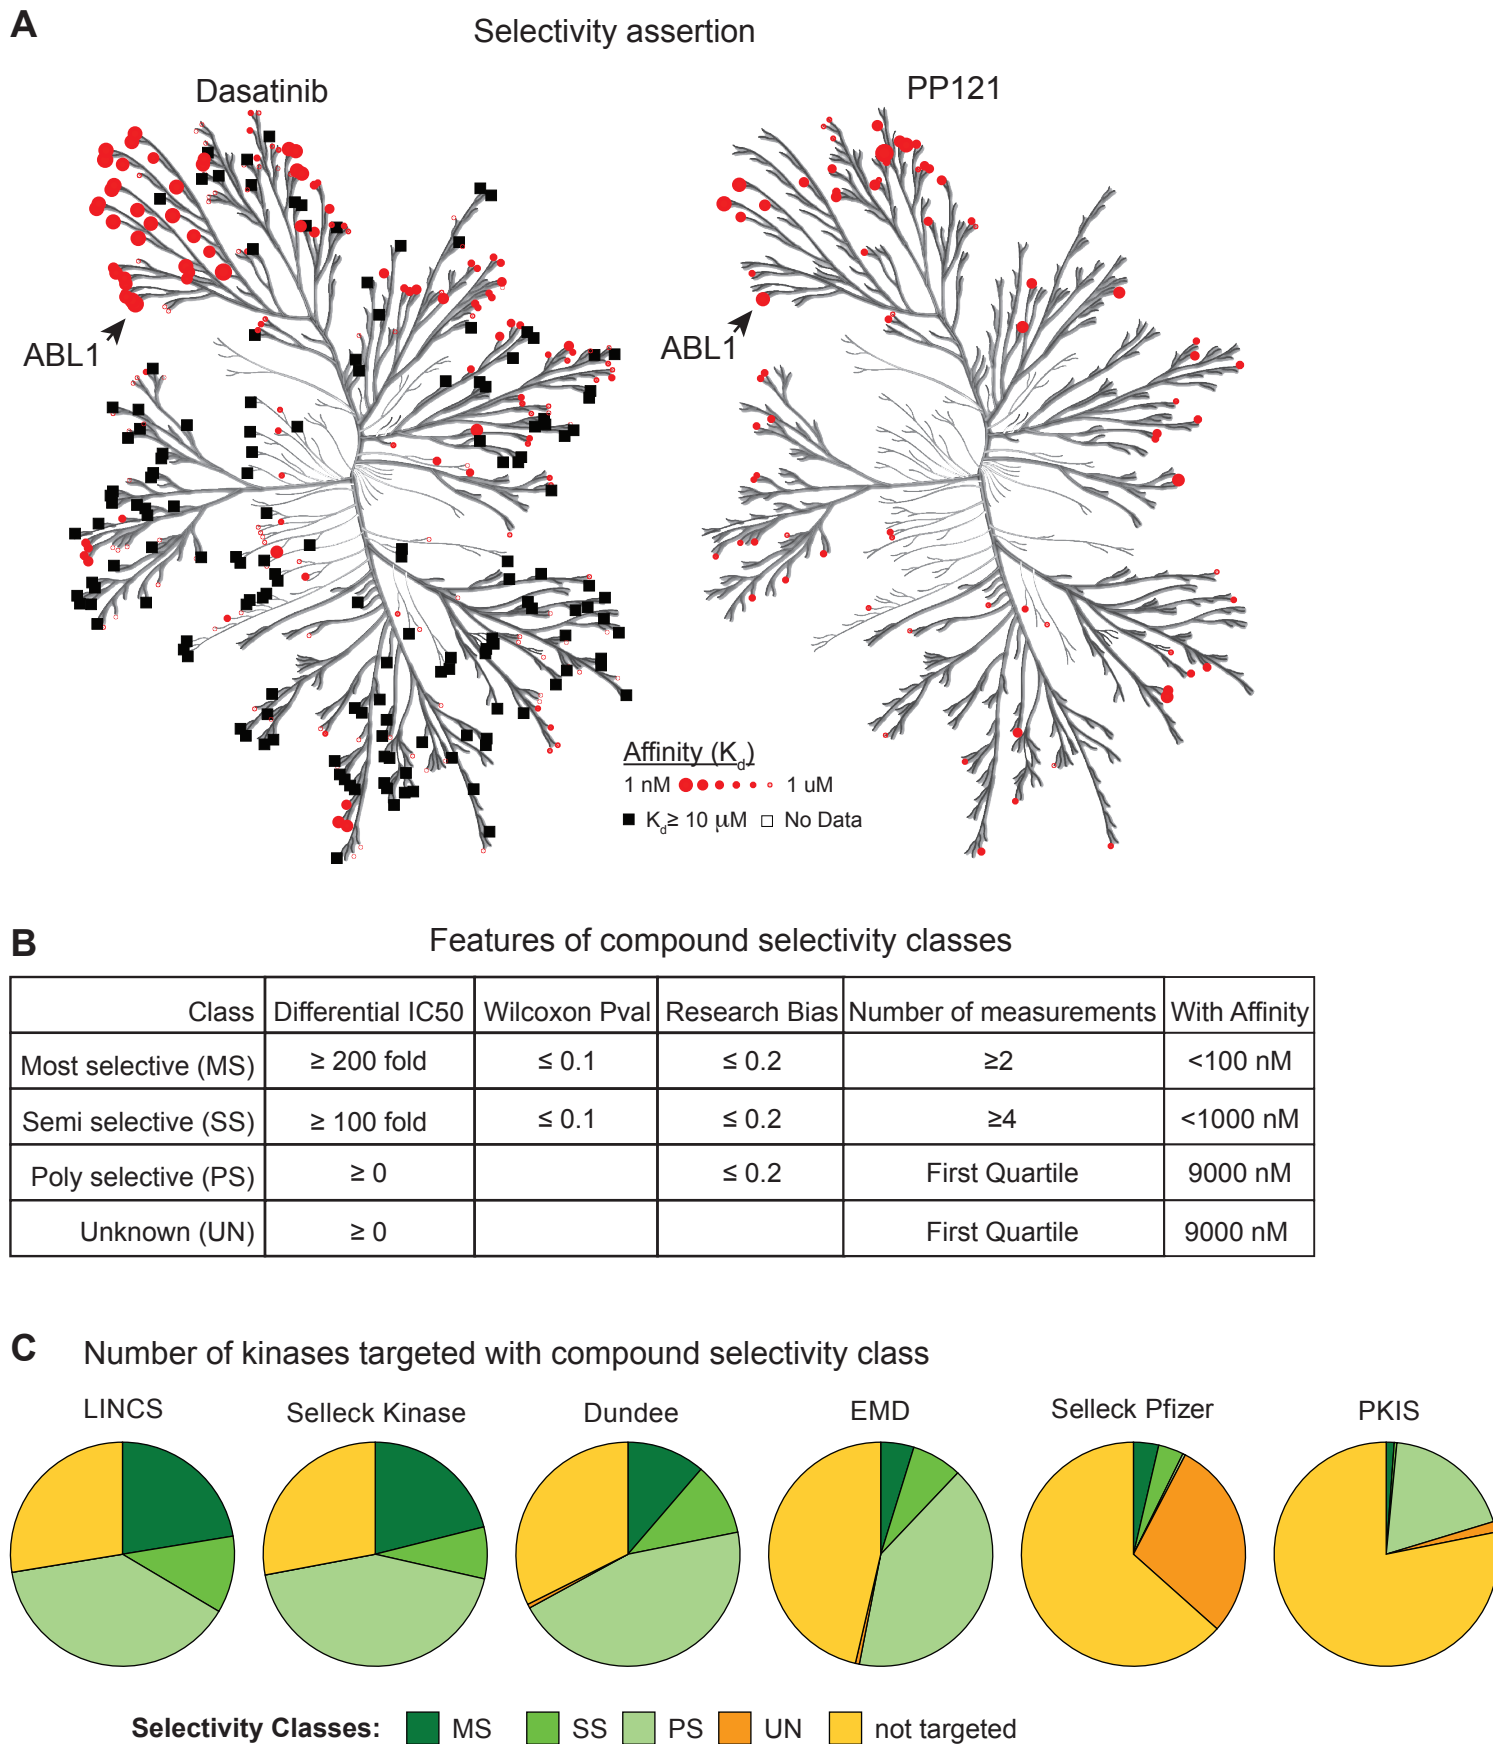 A
Selectivity assertion
Dasatinib
PP121
ABL1
ABL1
Affinity (Kd)
1 nM 1 uM
Kd ≥ 10 μM No Data
B
Features of compound selectivity classes
Class Differential IC50 Wilcoxon Pval Research Bias Number of measurements With Affinity
Most selective (MS) ≥ 200 fold ≤ 0.1 ≤ 0.2 ≥2 <100 nM
Semi selective (SS) ≥ 100 fold ≤ 0.1 ≤ 0.2 ≥4 <1000 nM
Poly selective (PS) ≥ 0 ≤ 0.2 First Quartile 9000 nM
Unknown (UN) ≥ 0 First Quartile 9000 nM
C
Number of kinases targeted with compound selectivity class
LINCS Selleck Kinase Dundee EMD Selleck Pfizer PKIS
Selectivity Classes: MS SS PS UN not targeted